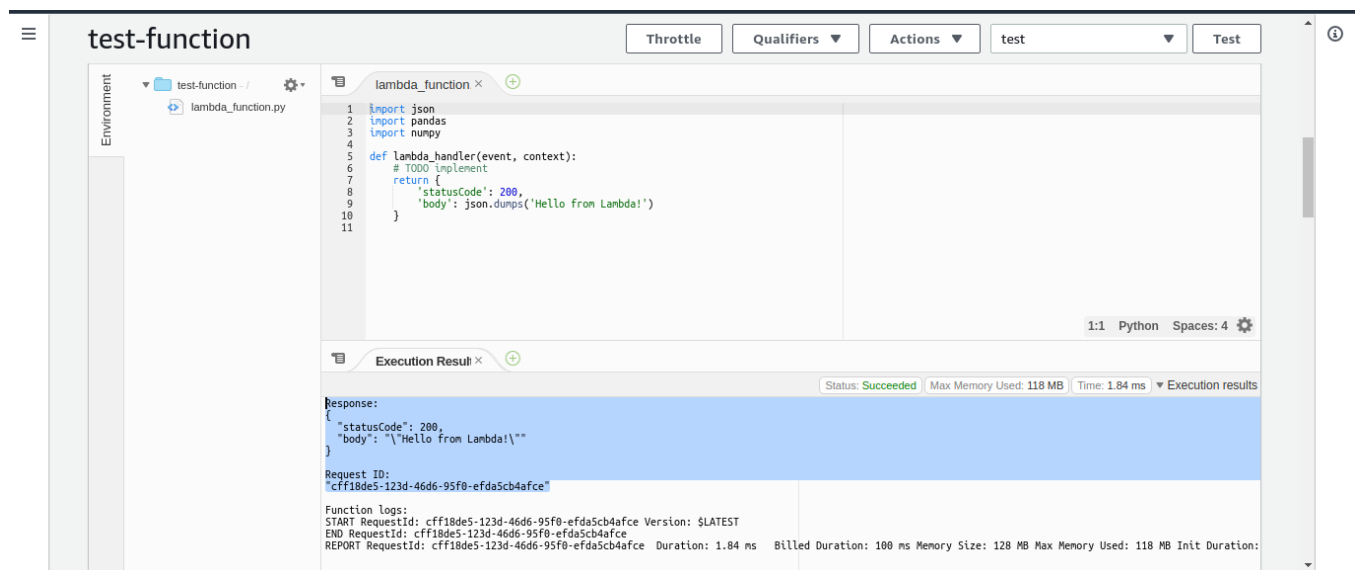 test-function
Throttle
Qualifiers
Actions
test
Test
Environment
test-function - /
lambda_function.py
lambda_function
1 import json
2 import pandas
3 import numpy
4
5 def lambda_handler(event, context):
6 # TODO implement
7 return {
8 'statusCode': 200,
9 'body': json.dumps('Hello from Lambda!')
10 }
11
1:1 Python Spaces: 4
Execution Result
Status: Succeeded Max Memory Used: 118 MB Time: 1.84 ms Execution results
Response:
{
"statusCode": 200,
"body": "\"Hello from Lambda!\""
}
Request ID:
"cff18de5-123d-46d6-95f0-efda5cb4afce"
Function logs:
START RequestId: cff18de5-123d-46d6-95f0-efda5cb4afce Version: $LATEST
END RequestId: cff18de5-123d-46d6-95f0-efda5cb4afce
REPORT RequestId: cff18de5-123d-46d6-95f0-efda5cb4afce Duration: 1.84 ms Billed Duration: 100 ms Memory Size: 128 MB Max Memory Used: 118 MB Init Duration: